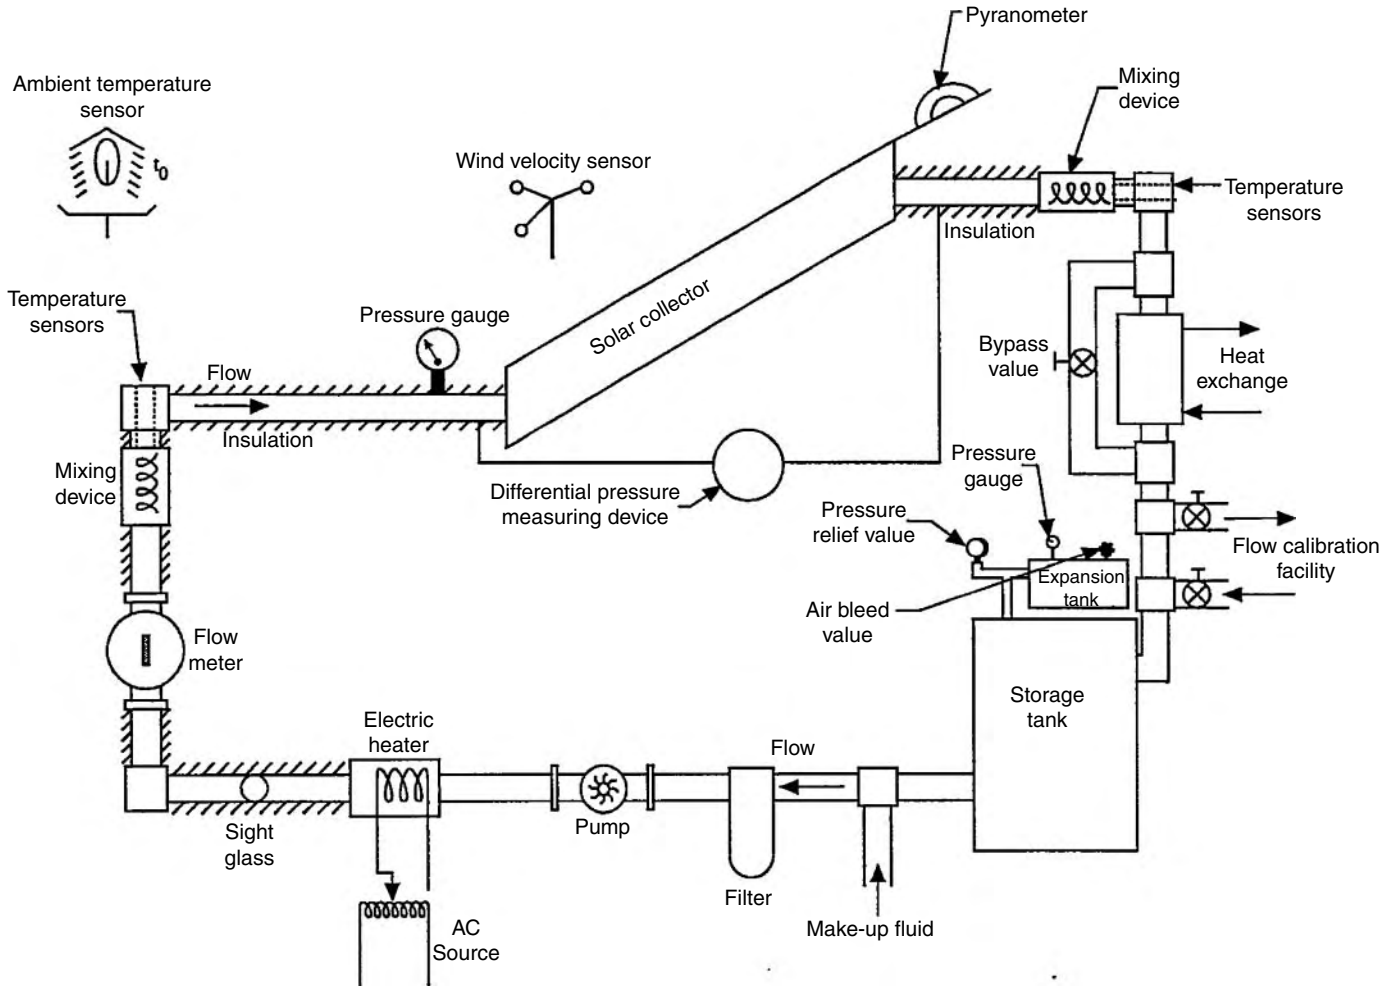 Pyranometer
Ambient temperature
sensor
t0
Mixing
device
Wind velocity sensor
Temperature
sensors
Insulation
Temperature
sensors
Pressure gauge
Solar collector
Flow
Insulation
Bypass
value
Heat
exchange
Mixing
device
Differential pressure
measuring device
Pressure
gauge
Pressure
relief value
Flow calibration
facility
Expansion
tank
Air bleed
value
Flow
meter
Storage
tank
Electric
heater
Flow
Sight
glass
Pump
Filter
Make-up fluid
AC
Source